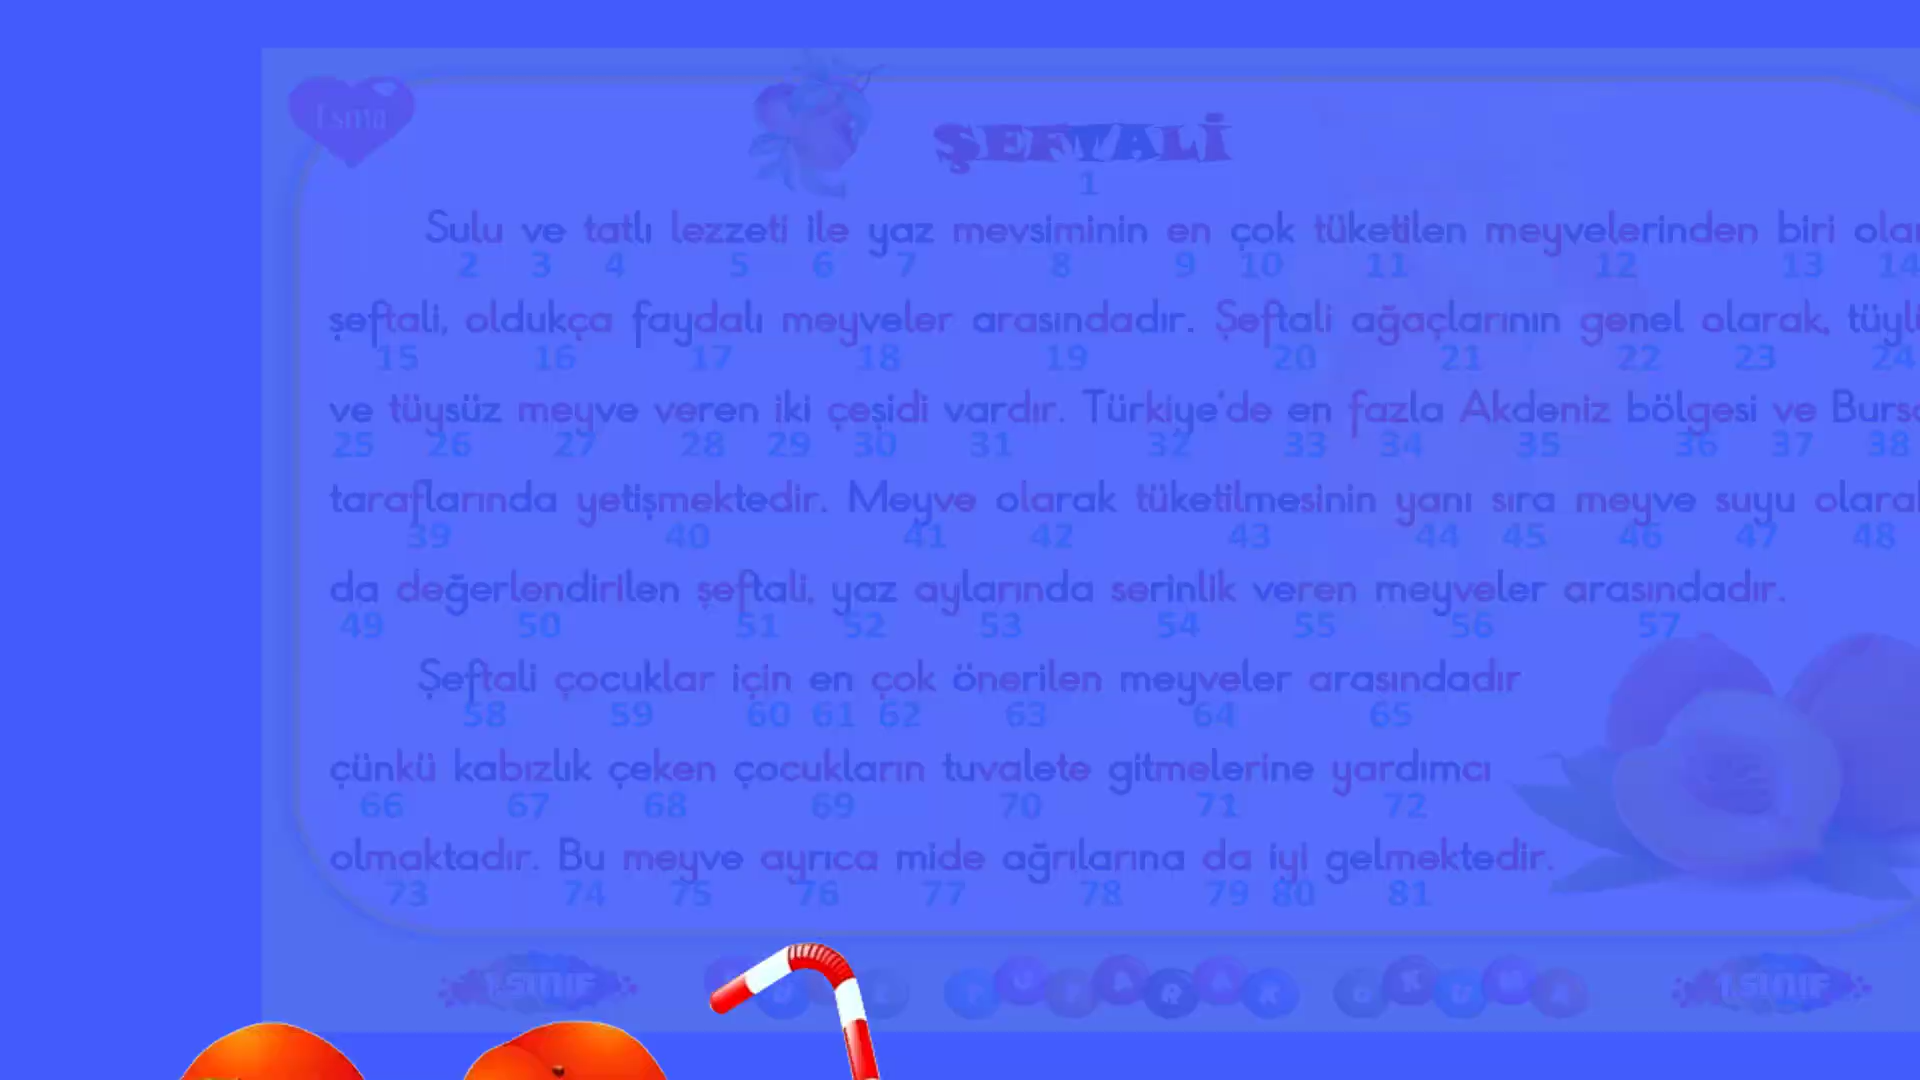 Esma
ŞEFTALİ
1
Sulu ve tatlı lezzeti ile yaz mevsiminin en çok tüketilen meyvelerinden biri
2 3 4 5 6 7 8 9 10 11 12 13 14
şeftali, oldukça faydalı meyveler arasındadır. Şeftali ağaçlarının genel olarak,
15 16 17 18 19 20 21 22 23 24
ve tüysüz meyve veren iki çeşidi vardır. Türkiye'de en fazla Akdeniz bölgesi ve Bursa
25 26 27 28 29 30 31 32 33 34 35 36 37 38
taraflarında yetişmektedir. Meyve olarak tüketilmesinin yanı sıra meyve suyu olarak
39 40 41 42 43 44 45 46 47 48
da değerlendirilen şeftali, yaz aylarında serinlik veren meyveler arasındadır.
49 50 51 52 53 54 55 56 57
Şeftali çocuklar için en çok önerilen meyveler arasındadır
58 59 60 61 62 63 64 65
çünkü kabızlık çeken çocukların tuvalete gitmelerine yardımcı
66 67 68 69 70 71 72
olmaktadır. Bu meyve ayrıca mide ağrılarına da iyi gelmektedir.
73 74 75 76 77 78 79 80 81
1.SINIF OKUMA 1.SINIF